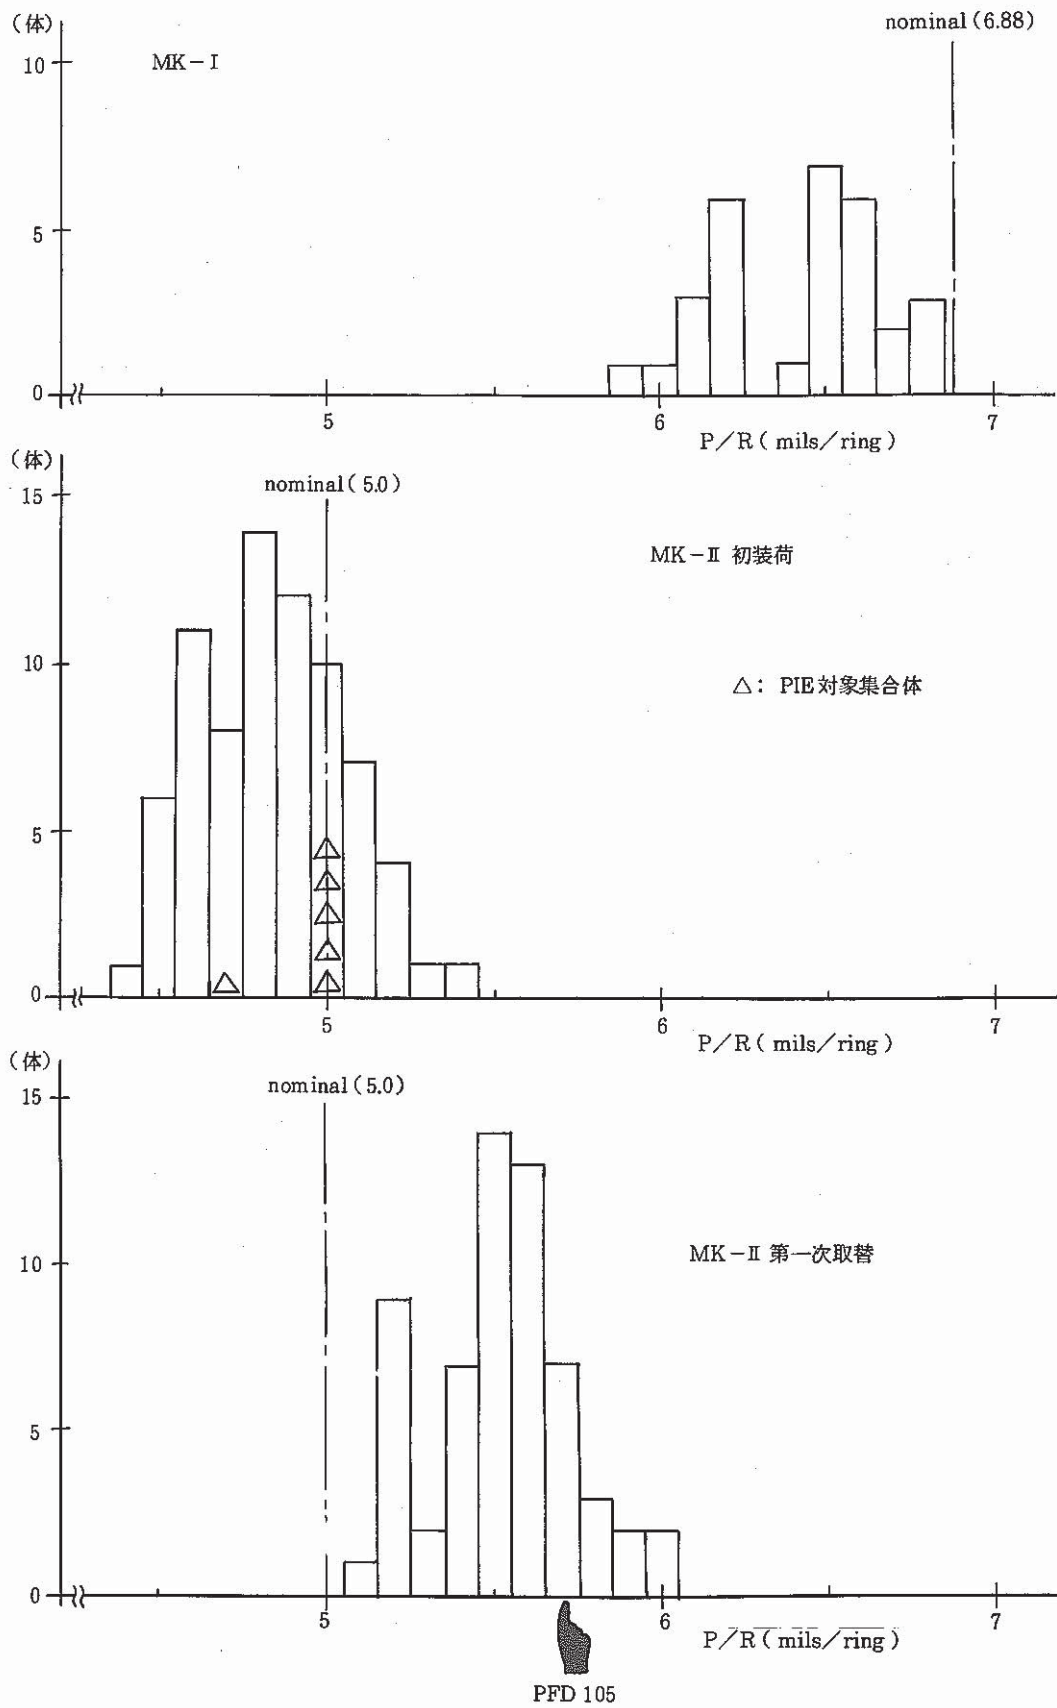 (体)
nominal (6.88)
10
MK-Ⅰ
5
0
5
6
7
P/R ( mils/ring )
(体)
15
nominal ( 5.0 )
MK-Ⅱ 初装荷
10
△: PIE対象集合体
5
0
5
6
7
P/R ( mils/ring )
(体)
15
nominal ( 5.0 )
10
MK-Ⅱ 第一次取替
5
0
5
6
7
P/R ( mils/ring )
PFD 105